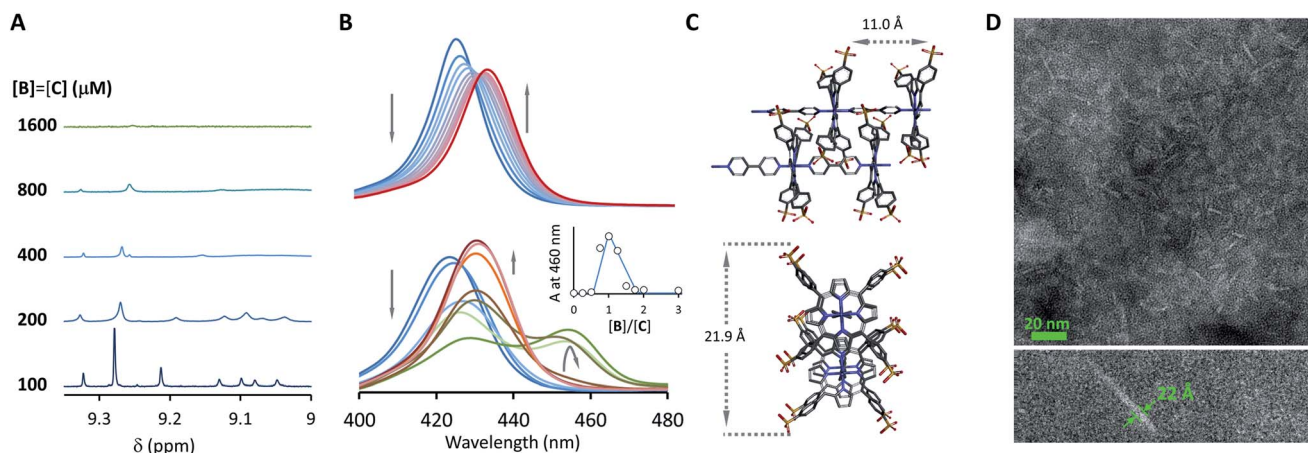 A
[B]=[C] (μM)
1600
800
400
200
100
9.3
9.2
9.1
9
δ (ppm)
B
A at 460 nm
0
1
2
3
[B]/[C]
400
420
440
460
480
Wavelength (nm)
C
11.0 Å
21.9 Å
D
20 nm
22 Å